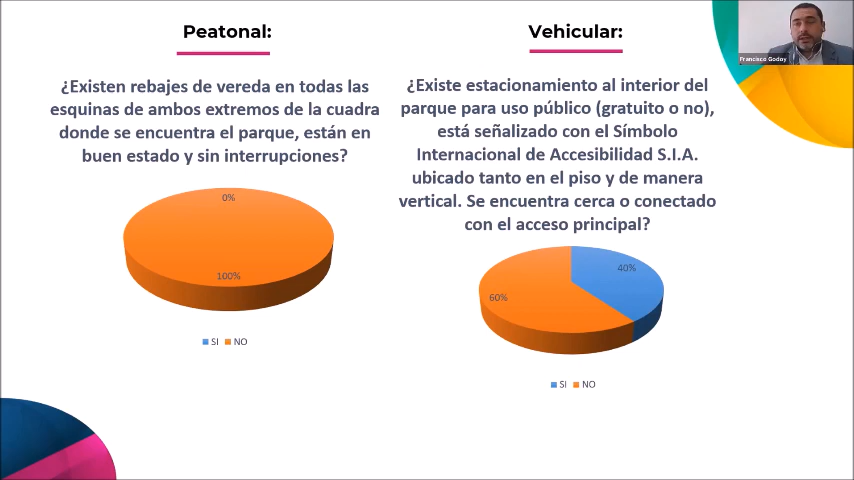 Peatonal:
¿Existen rebajes de vereda en todas las
esquinas de ambos extremos de la cuadra
donde se encuentra el parque, están en
buen estado y sin interrupciones?
0%
100%
SI NO
Vehicular:
¿Existe estacionamiento al interior del
parque para uso público (gratuito o no),
está señalizado con el Símbolo
Internacional de Accesibilidad S.I.A.
ubicado tanto en el piso y de manera
vertical. Se encuentra cerca o conectado
con el acceso principal?
40%
60%
SI NO
Francisco Godoy